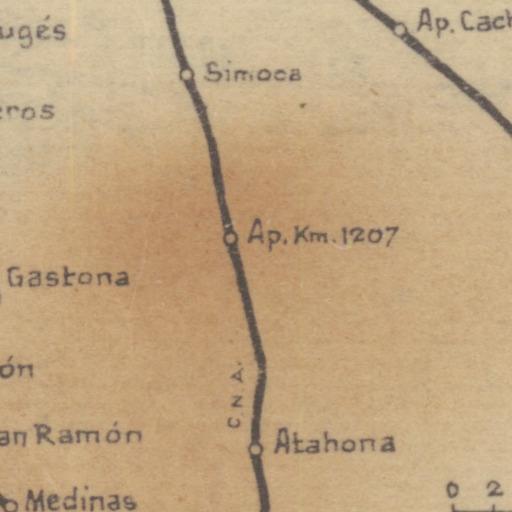 ugés
Ap. Cach
Simoca
eros
Ap. Km. 1207
Gastona
ón
C.N.A.
an Ramón
Atahona
Medinas
0 2